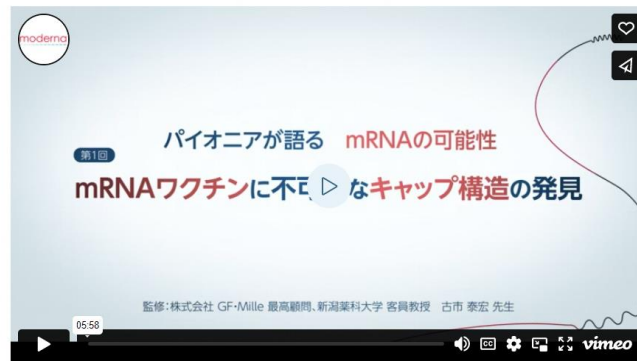 moderna
パイオニアが語る mRNAの可能性
第1回
mRNAワクチンに不 なキャップ構造の発見
監修:株式会社 GF・Mille 最高顧問、新潟薬科大学 客員教授 古市 泰宏 先生
05:58
CC
vimeo